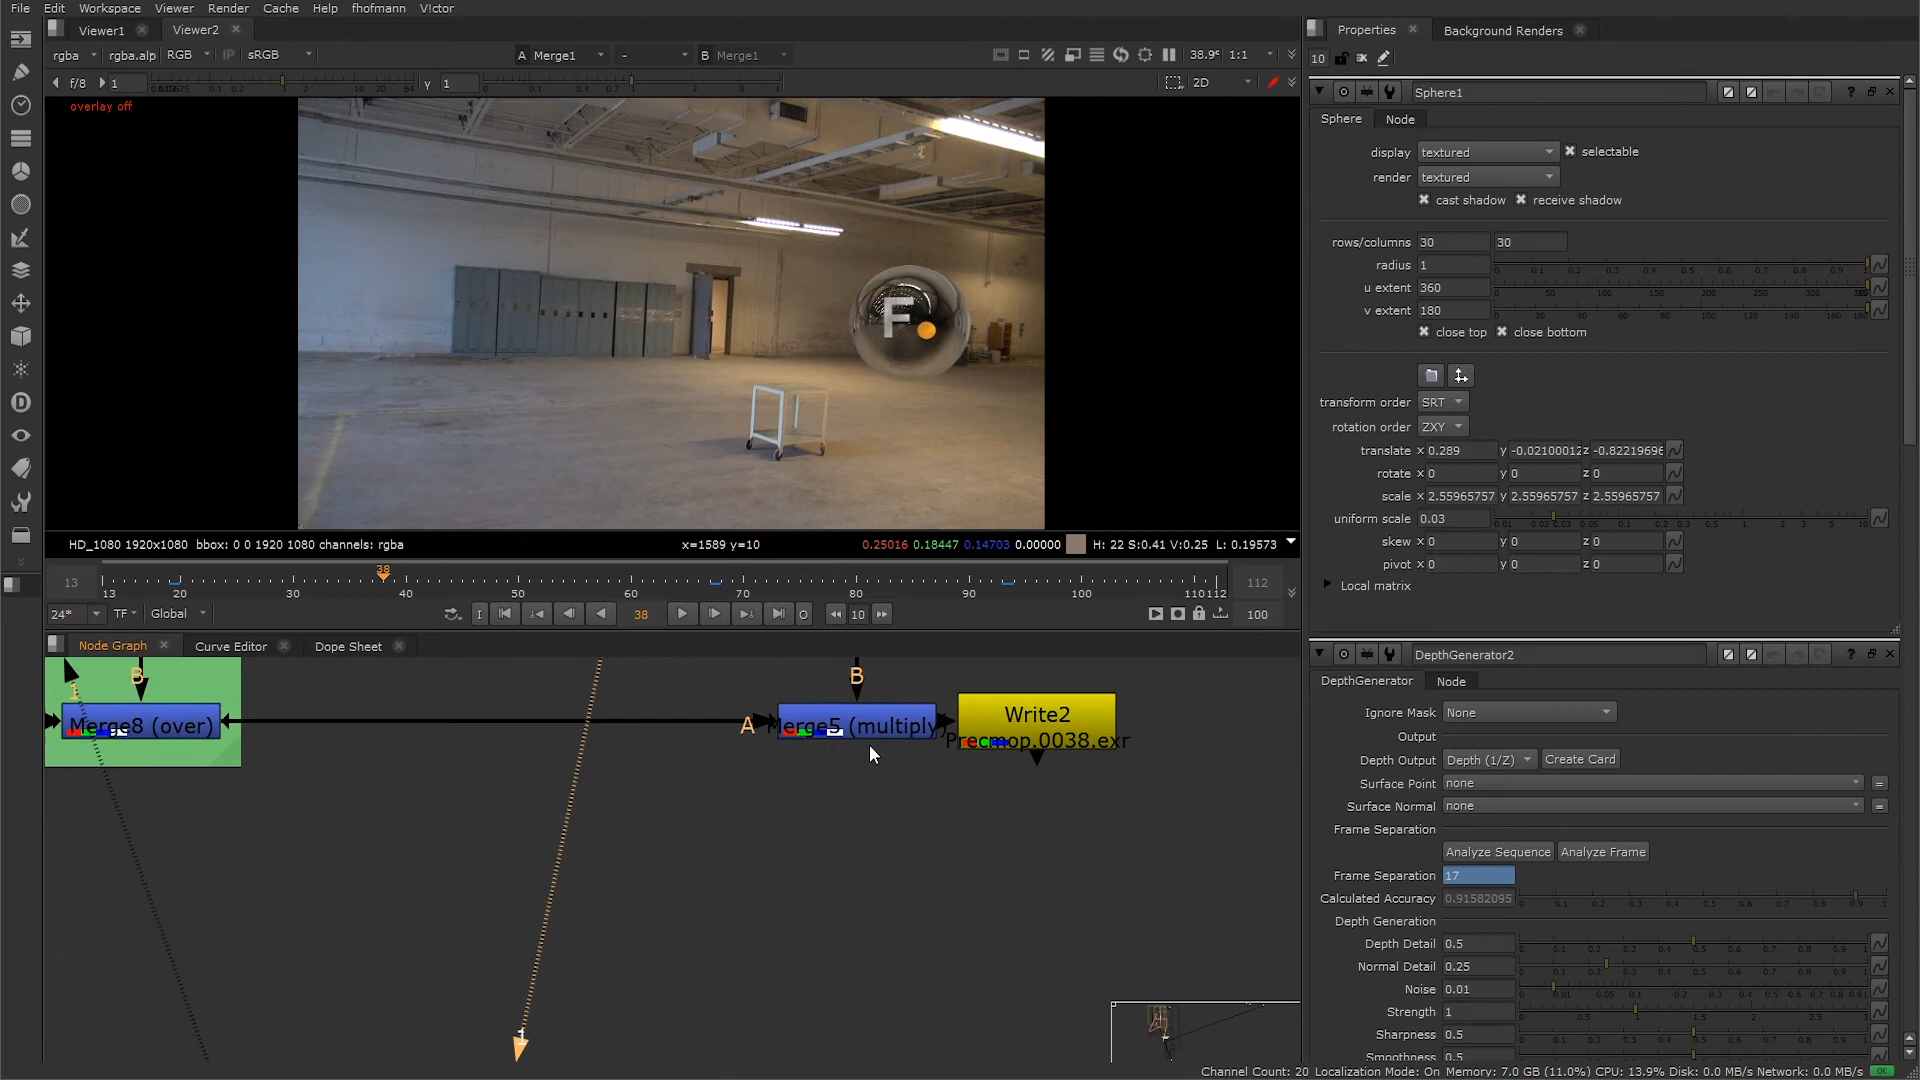 File Edit Workspace Viewer Render Cache Help fhofmann V!ctor
Viewer1 Viewer2
rgba rgba.alp RGB IP sRGB A Merge1 - B Merge1 38.9 1:1
f/8 1 y 1 2D
overlay off
F
HD_1080 1920x1080 bbox: 0 0 1920 1080 channels: rgba x=1589 y=10 0.25016 0.18447 0.14703 0.00000 H: 22 S:0.41 V:0.25 L: 0.19573
13 38 112
13 20 30 40 50 60 70 80 90 100 110 112
24* TF Global I 38 O 10 100
Node Graph Curve Editor Dope Sheet
1 B B
Merge8 (over) A Merge5 (multiply) Write2
Precmop.0038.exr
1
Properties Background Renders
10
Sphere1
Sphere Node
display textured selectable
render textured
cast shadow receive shadow
rows/columns 30 30
radius 1
u extent 360
v extent 180
close top close bottom
transform order SRT
rotation order ZXY
translate x 0.289 y -0.02100012 z -0.8221969
rotate x 0 y 0 z 0
scale x 2.55965757 y 2.55965757 z 2.55965757
uniform scale 0.03
skew x 0 y 0 z 0
pivot x 0 y 0 z 0
Local matrix
DepthGenerator2
DepthGenerator Node
Ignore Mask None
Output
Depth Output Depth (1/Z) Create Card
Surface Point none =
Surface Normal none =
Frame Separation
Analyze Sequence Analyze Frame
Frame Separation 17
Calculated Accuracy 0.91582095
Depth Generation
Depth Detail 0.5
Normal Detail 0.25
Noise 0.01
Strength 1
Sharpness 0.5
Smoothness 0.5
Channel Count: 20 Localization Mode: On Memory: 7.0 GB (11.0%) CPU: 13.9% Disk: 0.0 MB/s Network: 0.0 MB/s OK